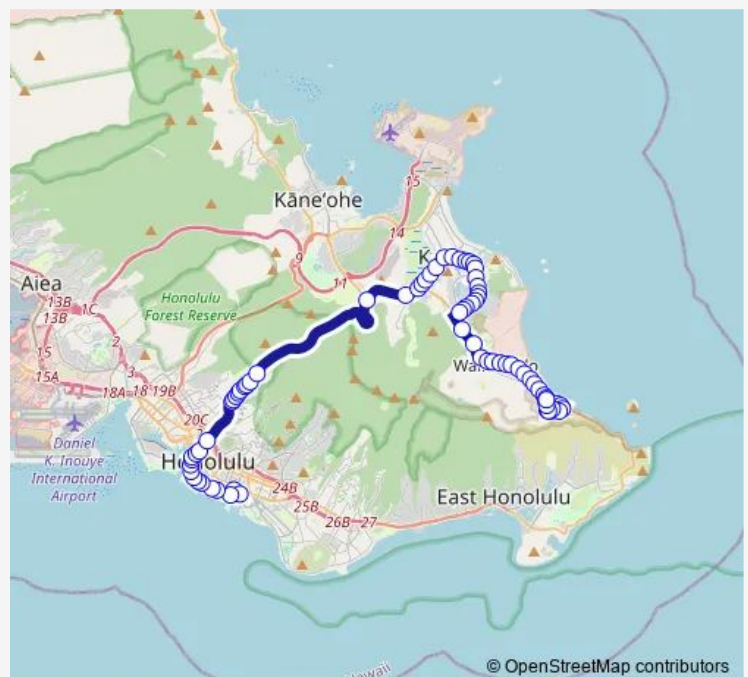 Kāneʻohe
15
14
9
11
Aiea
13B
13B
1C
Honolulu
Forest Reserve
2
3
15
15A
18A
18
19B
20C
Daniel
K. Inouye
International
Airport
Honolulu
24B
25B
26B
27
East Honolulu
© OpenStreetMap contributors